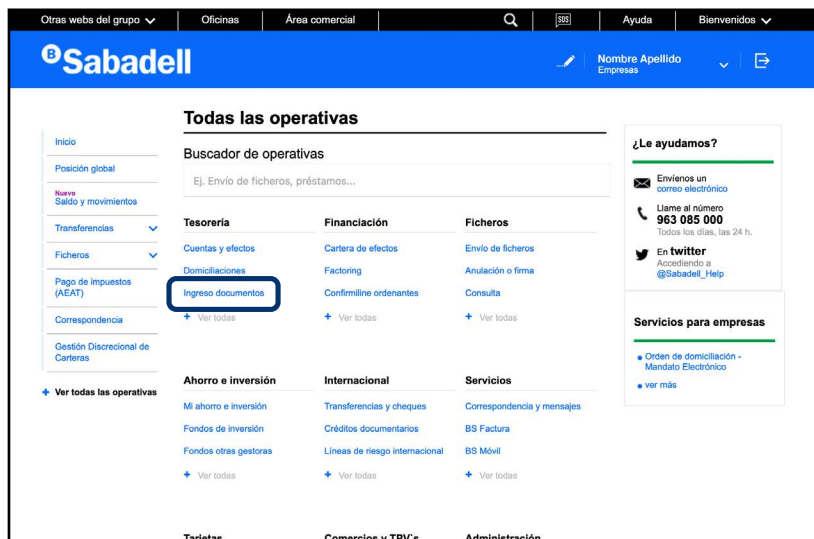 Otras webs del grupo
Oficinas
Área comercial
SOS
Ayuda
Bienvenidos
BSabadell
Nombre Apellido
Empresas
Inicio
Posición global
Nuevo
Saldo y movimientos
Transferencias
Ficheros
Pago de impuestos
(AEAT)
Correspondencia
Gestión Discrecional de
Carteras
+ Ver todas las operativas
Todas las operativas
Buscador de operativas
Ej. Envío de ficheros, préstamos...
Tesorería
Cuentas y efectos
Domiciliaciones
Ingreso documentos
+ Ver todas
Financiación
Cartera de efectos
Factoring
Confirmiline ordenantes
+ Ver todas
Ficheros
Envío de ficheros
Anulación o firma
Consulta
+ Ver todas
Ahorro e inversión
Mi ahorro e inversión
Fondos de inversión
Fondos otras gestoras
+ Ver todas
Internacional
Transferencias y cheques
Créditos documentarios
Líneas de riesgo internacional
+ Ver todas
Servicios
Correspondencia y mensajes
BS Factura
BS Móvil
+ Ver todas
Tarjetas
Comercios y TPV`s
Administración
¿Le ayudamos?
Envíenos un
correo electrónico
Llame al número
963 085 000
Todos los días, las 24 h.
En twitter
Accediendo a
@Sabadell_Help
Servicios para empresas
Orden de domiciliación -
Mandato Electrónico
ver más